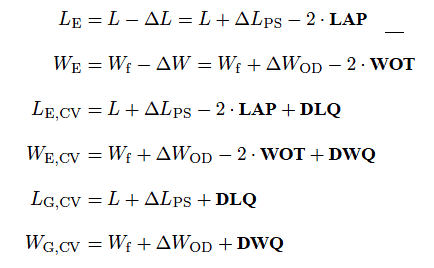 L_E = L − ΔL = L + ΔL_PS − 2 · LAP
W_E = W_f − ΔW = W_f + ΔW_OD − 2 · WOT
L_E,CV = L + ΔL_PS − 2 · LAP + DLQ
W_E,CV = W_f + ΔW_OD − 2 · WOT + DWQ
L_G,CV = L + ΔL_PS + DLQ
W_G,CV = W_f + ΔW_OD + DWQ